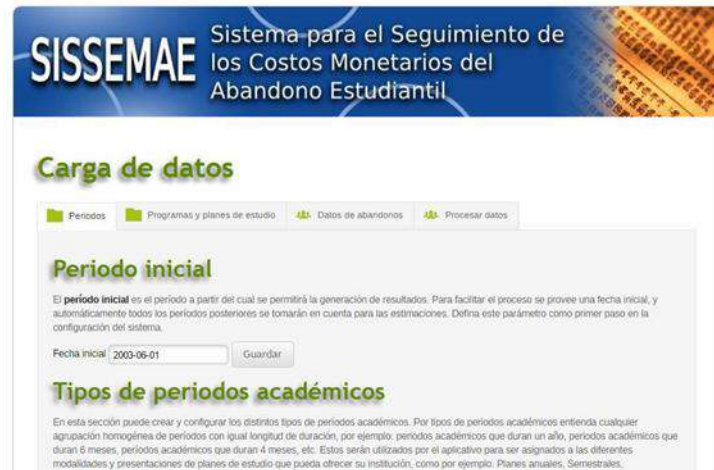 SISSEMAE
Sistema para el Seguimiento de
los Costos Monetarios del
Abandono Estudiantil
Carga de datos
Periodos
Programas y planes de estudio
Datos de abandonos
Procesar datos
Periodo inicial
El período inicial es el período a partir del cual se permitirá la generación de resultados. Para facilitar el proceso se provee una fecha inicial, y
automáticamente todos los períodos posteriores se tomarán en cuenta para las estimaciones. Defina este parámetro como primer paso en la
configuración del sistema.
Fecha inicial 2003-06-01 Guardar
Tipos de periodos académicos
En esta sección puede crear y configurar los distintos tipos de periodos académicos. Por tipos de periodos académicos entienda cualquier
agrupación homogénea de periodos con igual longitud de duración, por ejemplo: periodos académicos que duran un año, periodos académicos que
duran 6 meses, periodos académicos que duran 4 meses, etc. Estos serán utilizados por el aplicativo para ser asignados a las diferentes
modalidades y presentaciones de planes de estudio que pueda ofrecer su institución, como por ejemplo. Planes anuales, Semestrales,